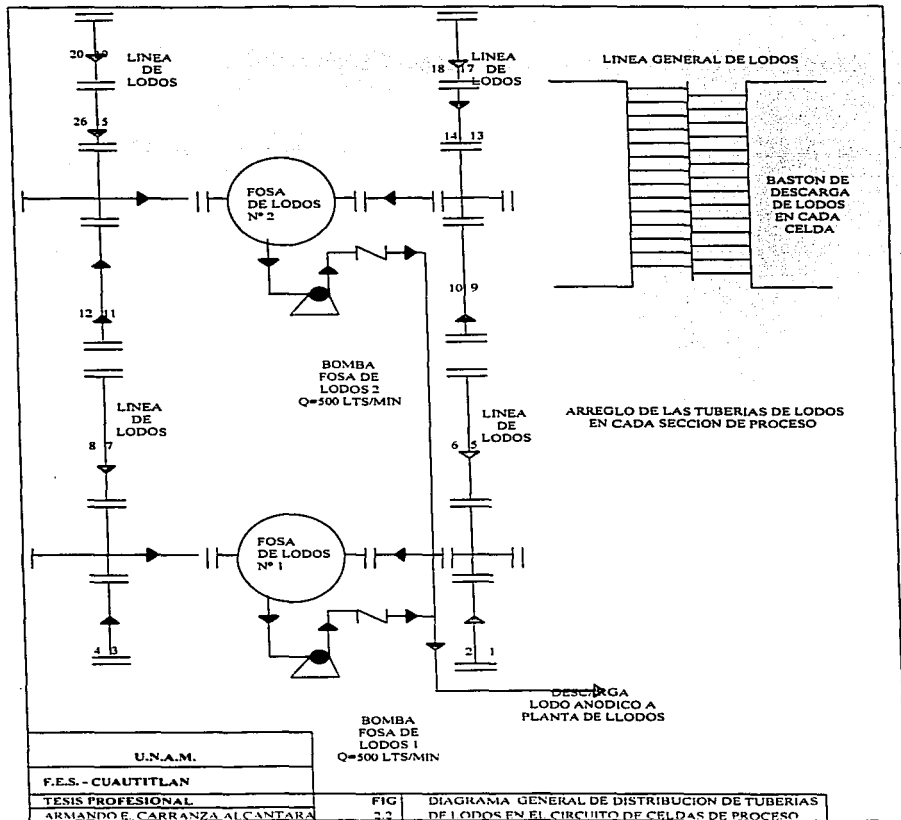 20 19
LINEA
DE
LODOS
18 17
LINEA
DE
LODOS
LINEA GENERAL DE LODOS
26 15
14 13
BASTON DE
DESCARGA
DE LODOS
EN CADA
CELDA
FOSA
DE LODOS
Nº 2
12 11
10 9
BOMBA
FOSA DE
LODOS 2
Q=500 LTS/MIN
LINEA
DE
LODOS
8 7
LINEA
DE
LODOS
6 5
ARREGLO DE LAS TUBERIAS DE LODOS
EN CADA SECCION DE PROCESO
FOSA
DE LODOS
Nº 1
4 3
2 1
DESCARGA
LODO ANODICO A
PLANTA DE LLODOS
BOMBA
FOSA DE
LODOS 1
Q=500 LTS/MIN
U.N.A.M.
F.E.S. - CUAUTITLAN
TESIS PROFESIONAL
ARMANDO E. CARRANZA ALCANTARA
FIG
2.2
DIAGRAMA GENERAL DE DISTRIBUCION DE TUBERIAS
DE LODOS EN EL CIRCUITO DE CELDAS DE PROCESO